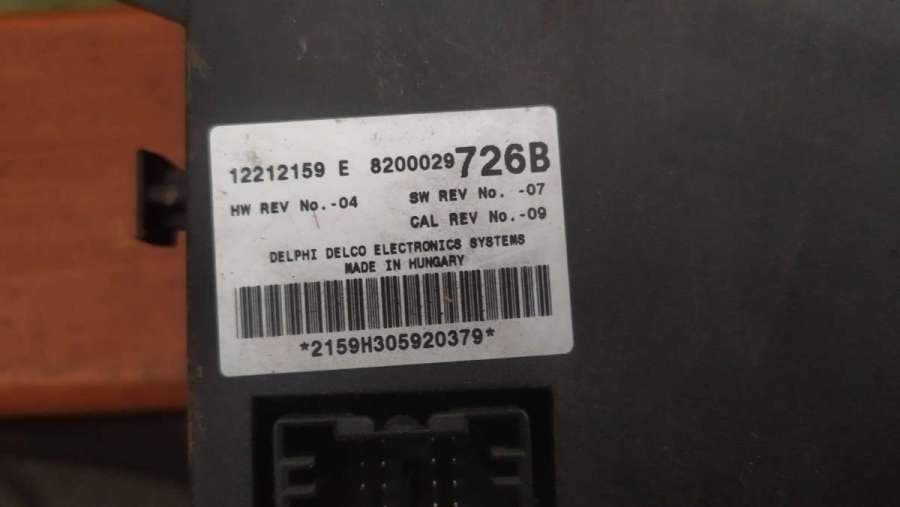 12212159 E 8200029726B
HW REV No.-04 SW REV No. -07
CAL REV No.-09
DELPHI DELCO ELECTRONICS SYSTEMS
MADE IN HUNGARY
*2159H305920379*